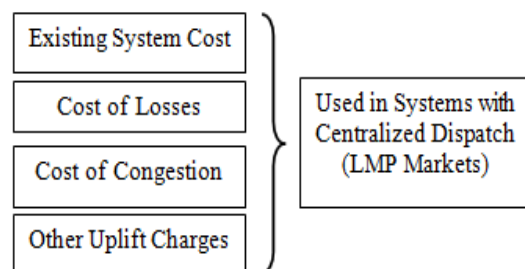 Existing System Cost
Cost of Losses
Cost of Congestion
Other Uplift Charges
Used in Systems with
Centralized Dispatch
(LMP Markets)